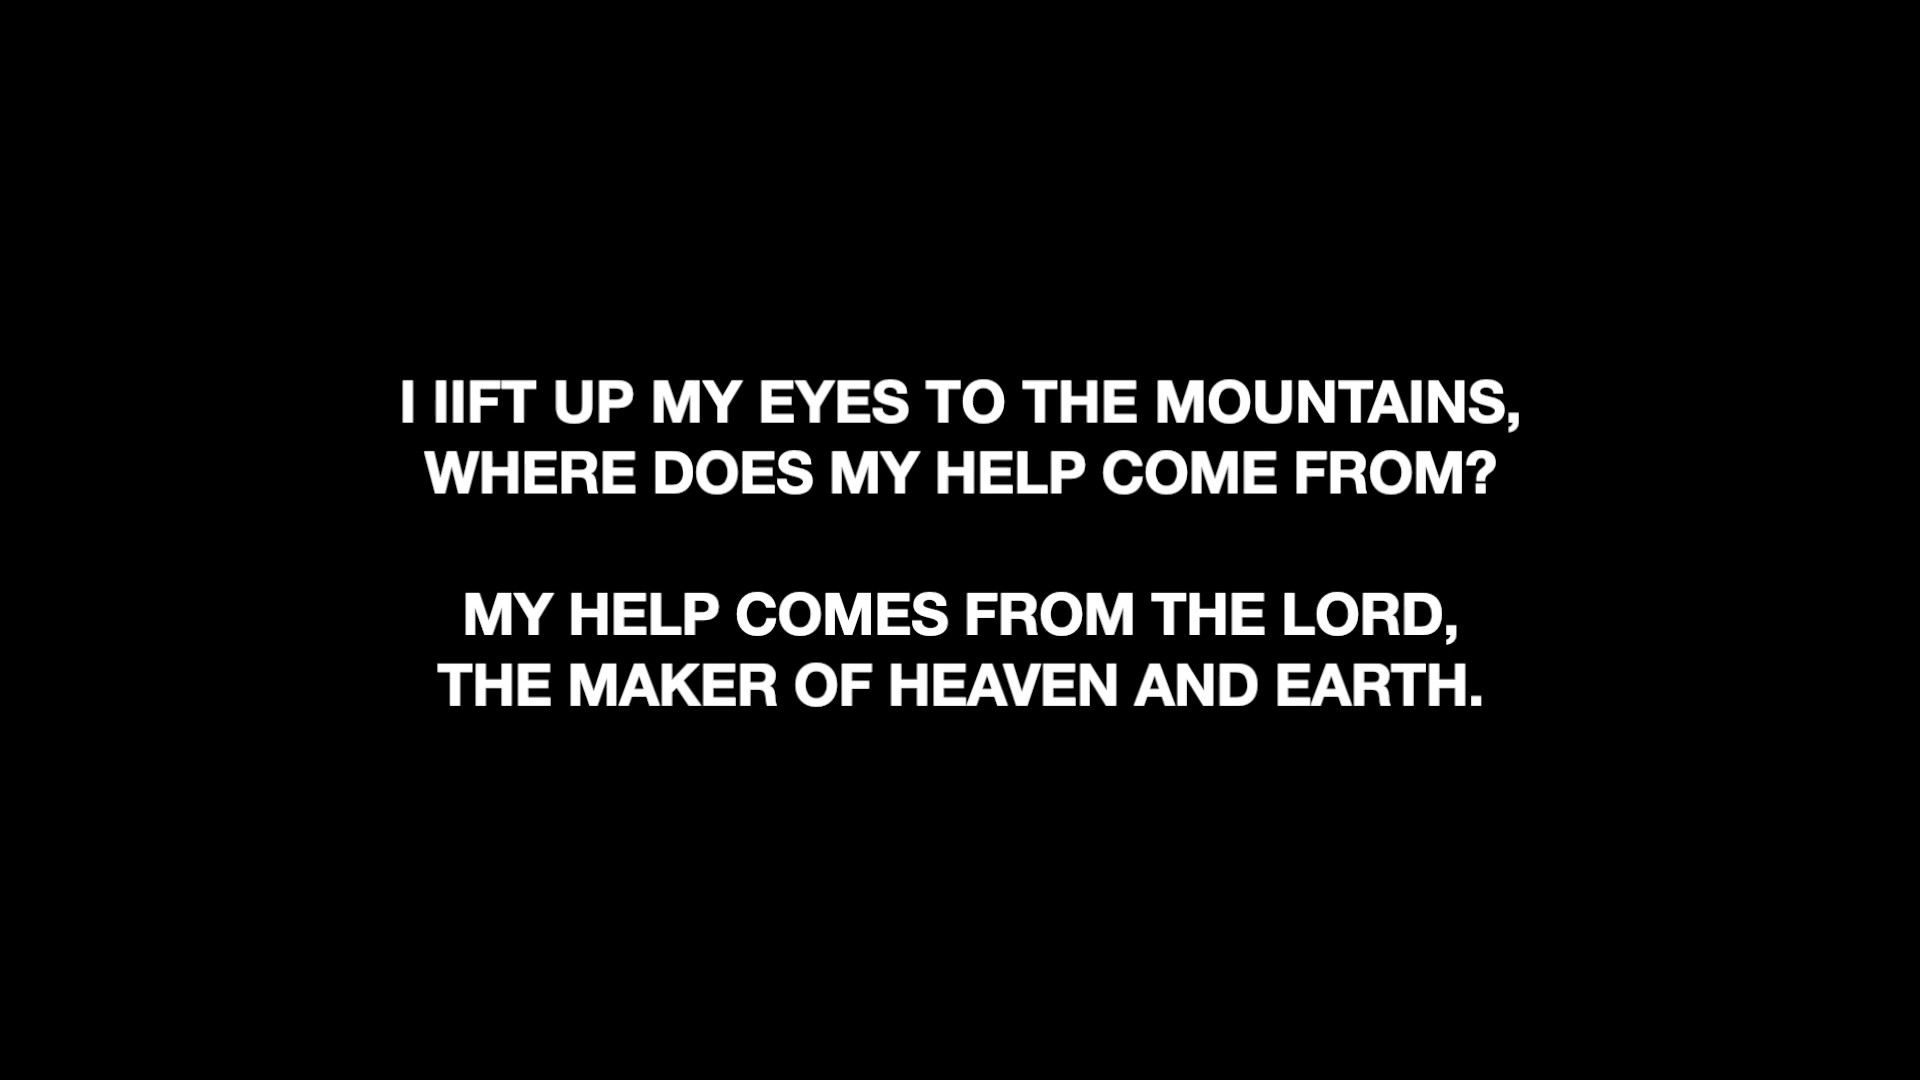 I IIFT UP MY EYES TO THE MOUNTAINS,
WHERE DOES MY HELP COME FROM?
MY HELP COMES FROM THE LORD,
THE MAKER OF HEAVEN AND EARTH.